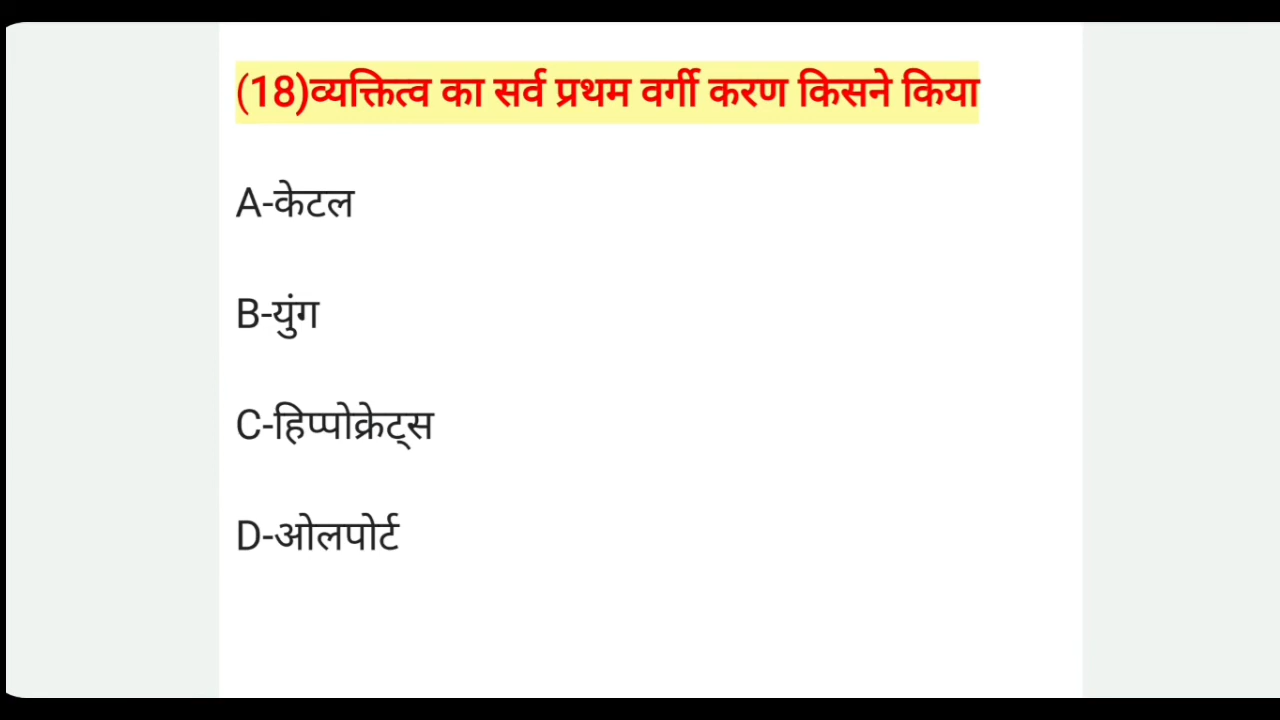 (18)व्यक्तित्व का सर्व प्रथम वर्गी करण किसने किया
A-केटल
B-युंग
C-हिप्पोक्रेट्स
D-ओलपोर्ट